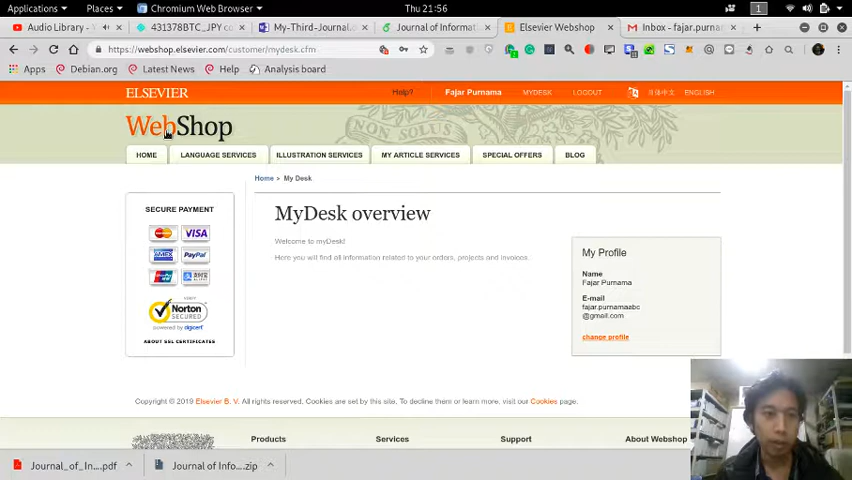 Applications
Places
Chromium Web Browser
Thu 21:56
1
Audio Library -
431378BTC_JPY co
My-Third-Journal
Journal of Informat
Elsevier Webshop
Inbox - fajar.purnam
https://webshop.elsevier.com/customer/mydesk.cfm
Apps
Debian.org
Latest News
Help
Analysis board
ELSEVIER
Help?
Fajar Purnama
MYDESK
LOGOUT
ENGLISH
WebShop
NON SOLUS
HOME
LANGUAGE SERVICES
ILLUSTRATION SERVICES
MY ARTICLE SERVICES
SPECIAL OFFERS
BLOG
Home > My Desk
SECURE PAYMENT
MasterCard
VISA
AMEX
PayPal
Norton
SECURED
powered by digicert
ABOUT SSL CERTIFICATES
MyDesk overview
Welcome to myDesk!
Here you will find all information related to your orders, projects and invoices.
My Profile
Name
Fajar Purnama
E-mail
fajar.purnamaabc
@gmail.com
change profile
Copyright © 2019 Elsevier B. V. All rights reserved. Cookies are set by this site. To decline them or learn more, visit our Cookies page.
Products
Services
Support
About Webshop
Journal_of_In....pdf
Journal of Info....zip